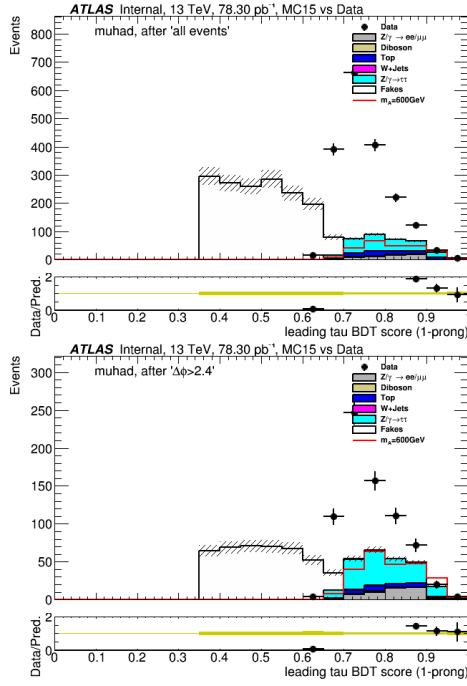 ATLAS Internal, 13 TeV, 78.30 pb⁻¹, MC15 vs Data
Events
800
700
600
500
400
300
200
100
0
muhad, after 'all events'
Data
Z/γ → ee/μμ
Diboson
Top
W+Jets
Z/γ→ττ
Fakes
m_A=600GeV
Data/Pred.
2
0
0 0.1 0.2 0.3 0.4 0.5 0.6 0.7 0.8 0.9
leading tau BDT score (1-prong)
ATLAS Internal, 13 TeV, 78.30 pb⁻¹, MC15 vs Data
Events
300
250
200
150
100
50
0
muhad, after 'Δϕ>2.4'
Data
Z/γ → ee/μμ
Diboson
Top
W+Jets
Z/γ→ττ
Fakes
m_A=600GeV
Data/Pred.
2
0
0 0.1 0.2 0.3 0.4 0.5 0.6 0.7 0.8 0.9
leading tau BDT score (1-prong)